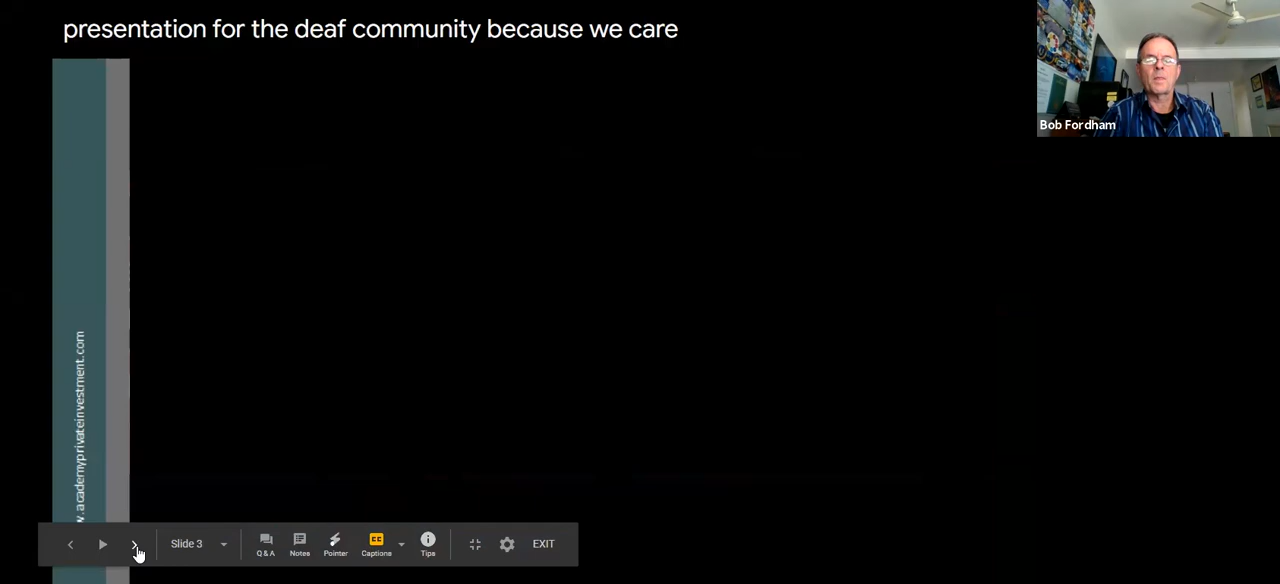 presentation for the deaf community because we care
Bob Fordham
w.academyprivateinvestment.com
Slide 3
Q & A
Notes
Pointer
CC
Captions
Tips
EXIT